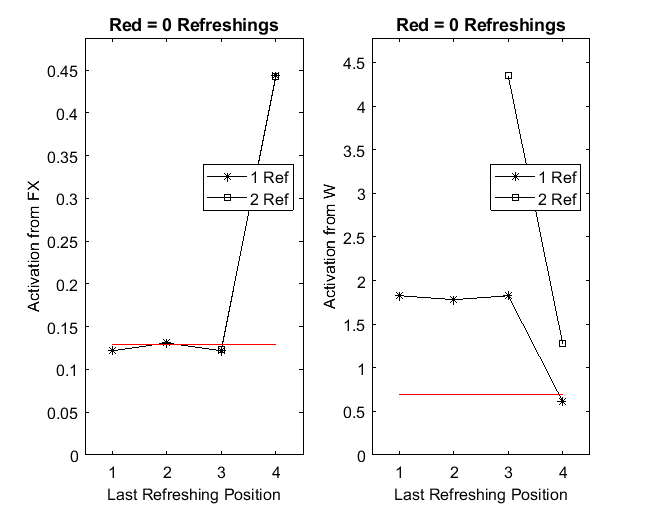 Red = 0 Refreshings
0.45
0.4
0.35
0.3
0.25
0.2
0.15
0.1
0.05
0
Activation from FX
1 Ref
2 Ref
1 2 3 4
Last Refreshing Position
Red = 0 Refreshings
4.5
4
3.5
3
2.5
2
1.5
1
0.5
0
Activation from W
1 Ref
2 Ref
1 2 3 4
Last Refreshing Position